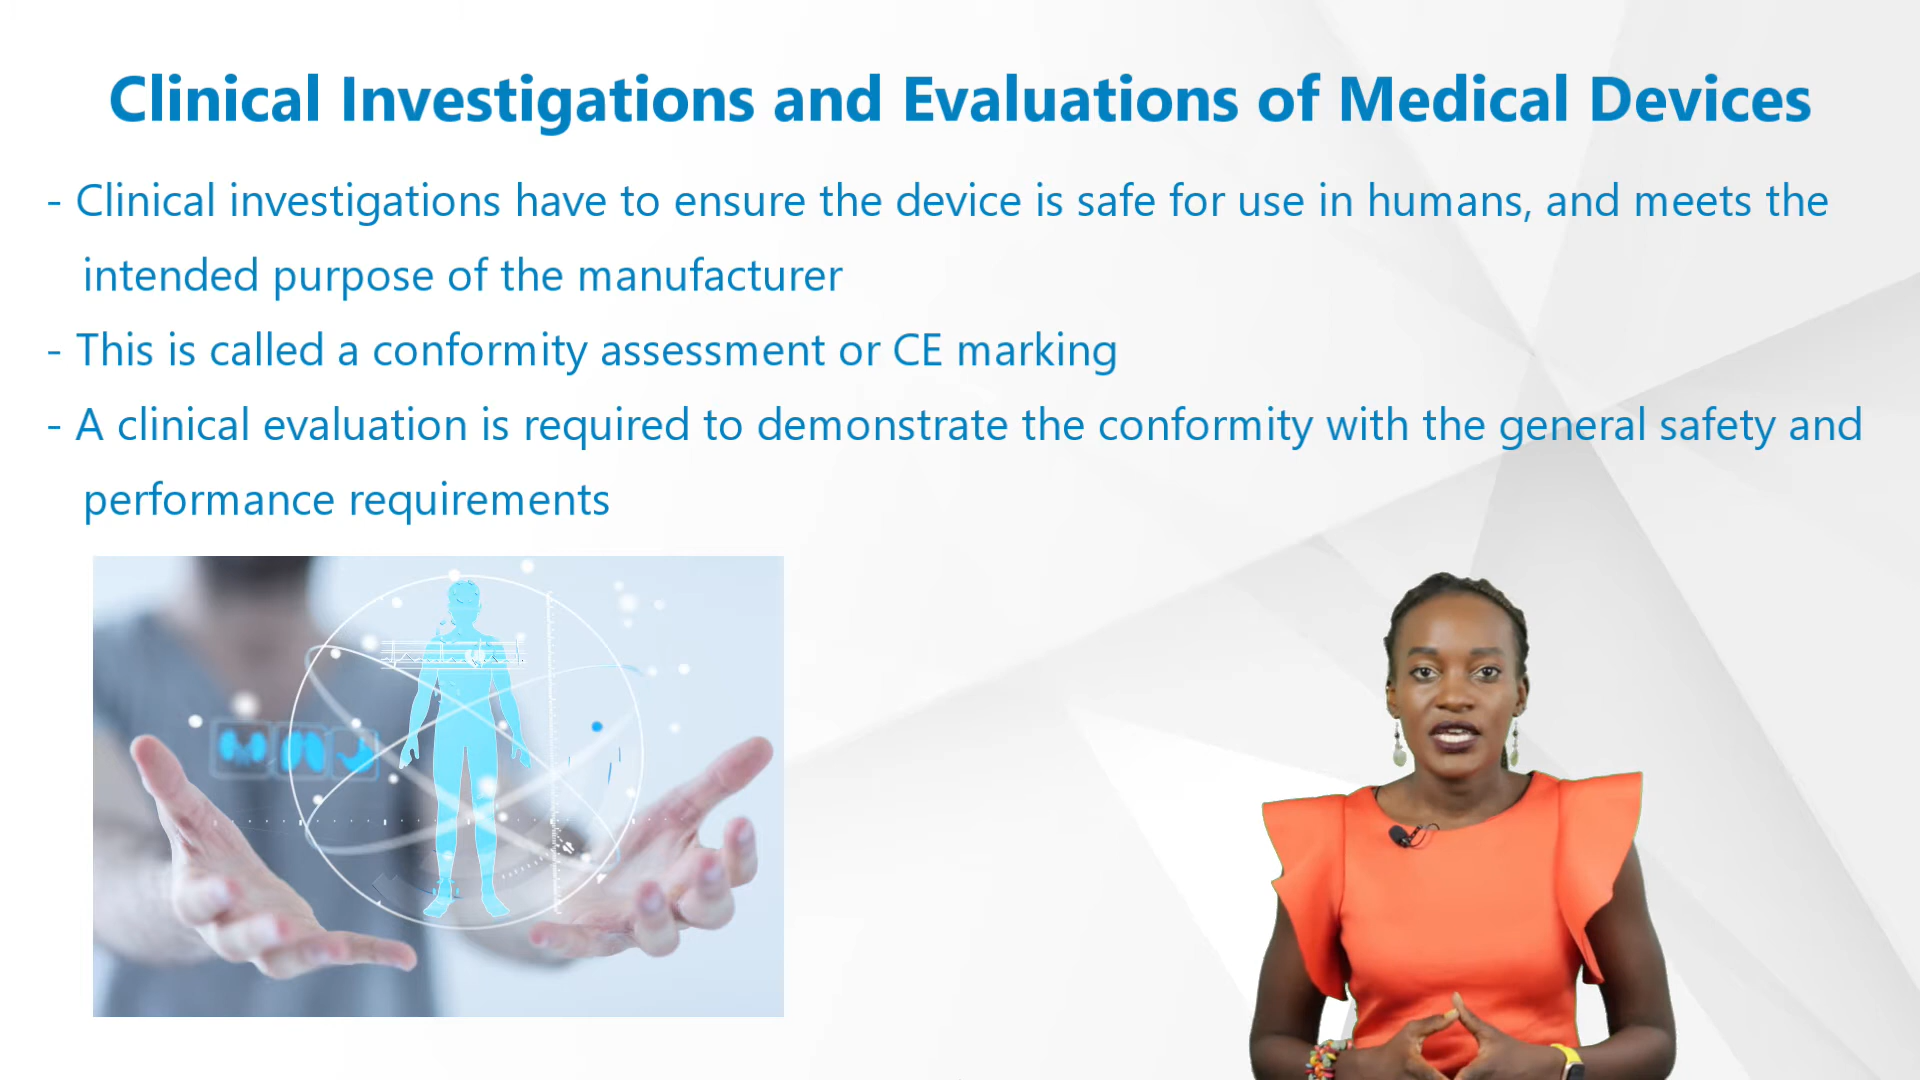 Clinical Investigations and Evaluations of Medical Devices
- Clinical investigations have to ensure the device is safe for use in humans, and meets the
intended purpose of the manufacturer
- This is called a conformity assessment or CE marking
- A clinical evaluation is required to demonstrate the conformity with the general safety and
performance requirements